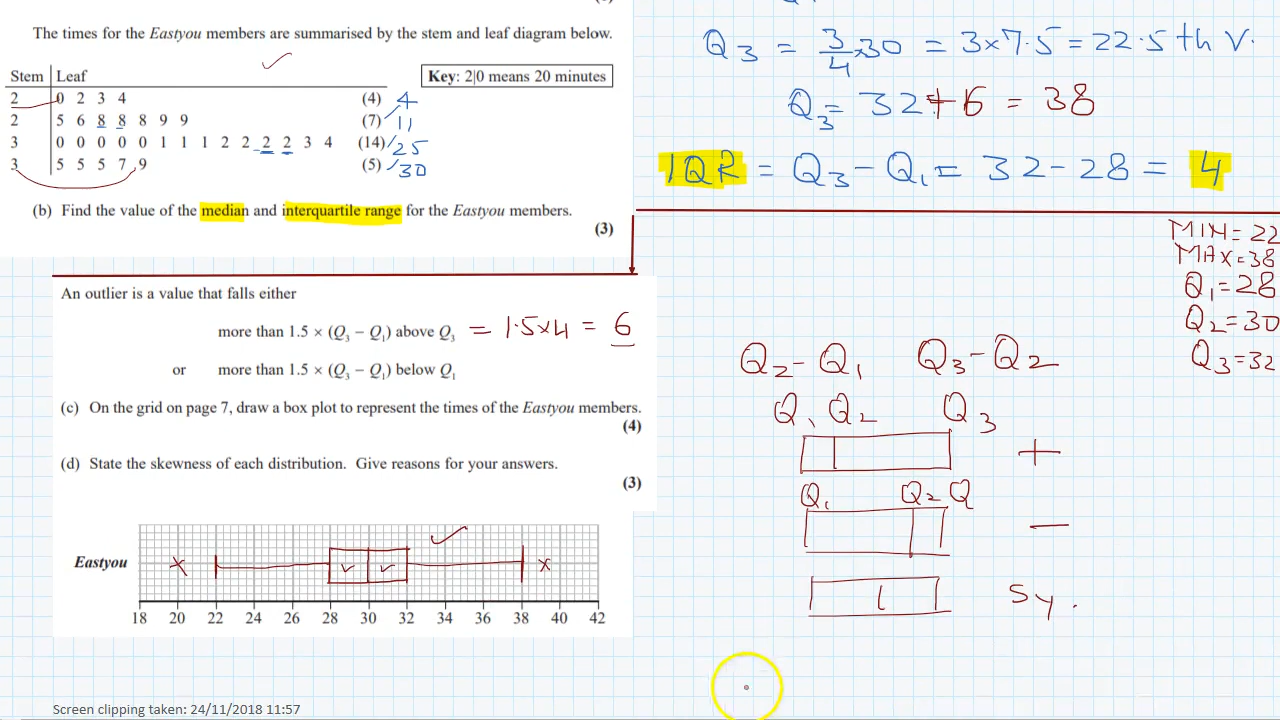 The times for the Eastyou members are summarised by the stem and leaf diagram below.
Stem Leaf
Key: 2|0 means 20 minutes
2 0 2 3 4 (4) 4
2 5 6 8 8 8 9 9 (7) 11
3 0 0 0 0 0 1 1 1 2 2 2 2 3 4 (14) 25
3 5 5 5 7 9 (5) 30
(b) Find the value of the median and interquartile range for the Eastyou members.
(3)
Q3 = 3/4 × 30 = 3×7.5 = 22.5 th V.
Q3 = 32+6 = 38
IQR = Q3 - Q1 = 32 - 28 = 4
An outlier is a value that falls either
more than 1.5 × (Q3 − Q1) above Q3 = 1.5×4 = 6
or more than 1.5 × (Q3 − Q1) below Q1
(c) On the grid on page 7, draw a box plot to represent the times of the Eastyou members.
(4)
(d) State the skewness of each distribution. Give reasons for your answers.
(3)
Eastyou
18 20 22 24 26 28 30 32 34 36 38 40 42
MIN = 22
MAX = 38
Q1 = 28
Q2 = 30
Q3 = 32
Q2 - Q1 Q3 - Q2
Q1 Q2 Q3
+
Q1 Q2 Q
−
Sy.
Screen clipping taken: 24/11/2018 11:57